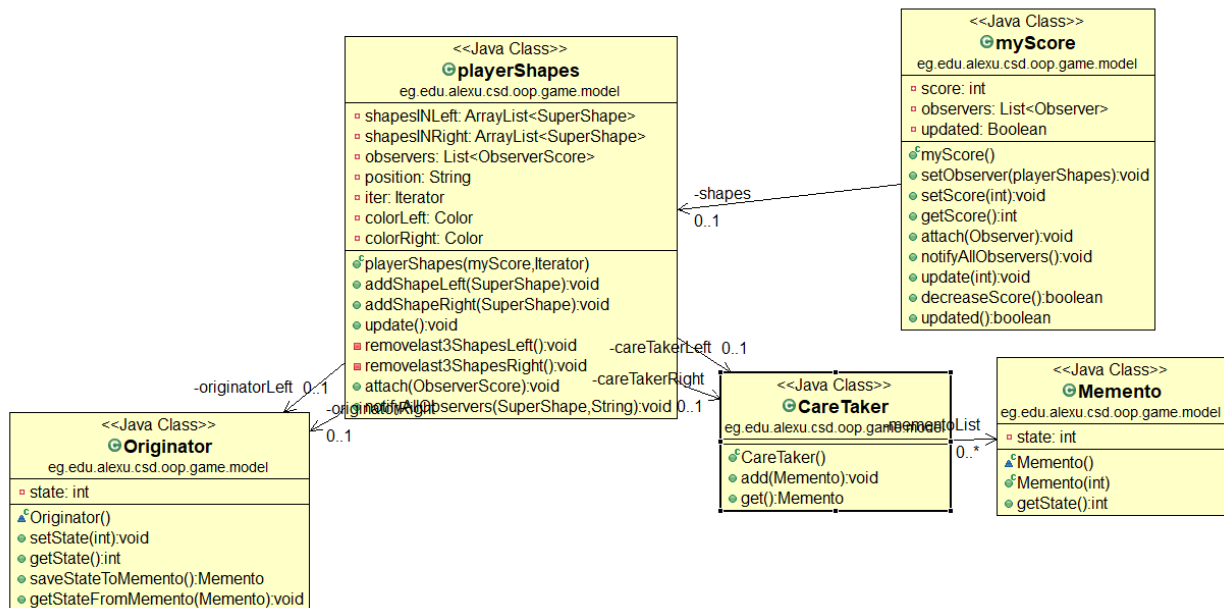 <<Java Class>>
playerShapes
eg.edu.alexu.csd.oop.game.model
shapesINLeft: ArrayList<SuperShape>
shapesINRight: ArrayList<SuperShape>
observers: List<ObserverScore>
position: String
iter: Iterator
colorLeft: Color
colorRight: Color
playerShapes(myScore,Iterator)
addShapeLeft(SuperShape):void
addShapeRight(SuperShape):void
update():void
removelast3ShapesLeft():void
removelast3ShapesRight():void
attach(ObserverScore):void
notifyAllObservers(SuperShape,String):void
<<Java Class>>
myScore
eg.edu.alexu.csd.oop.game.model
score: int
observers: List<Observer>
updated: Boolean
myScore()
setObserver(playerShapes):void
setScore(int):void
getScore():int
attach(Observer):void
notifyAllObservers():void
update(int):void
decreaseScore():boolean
updated():boolean
-shapes
0..1
-careTakerLeft 0..1
-careTakerRight
0..1
-originatorLeft 0..1
-originatorRight
0..1
<<Java Class>>
Originator
eg.edu.alexu.csd.oop.game.model
state: int
Originator()
setState(int):void
getState():int
saveStateToMemento():Memento
getStateFromMemento(Memento):void
<<Java Class>>
CareTaker
eg.edu.alexu.csd.oop.game.model
CareTaker()
add(Memento):void
get():Memento
-mementoList
0..*
<<Java Class>>
Memento
eg.edu.alexu.csd.oop.game.model
state: int
Memento()
Memento(int)
getState():int